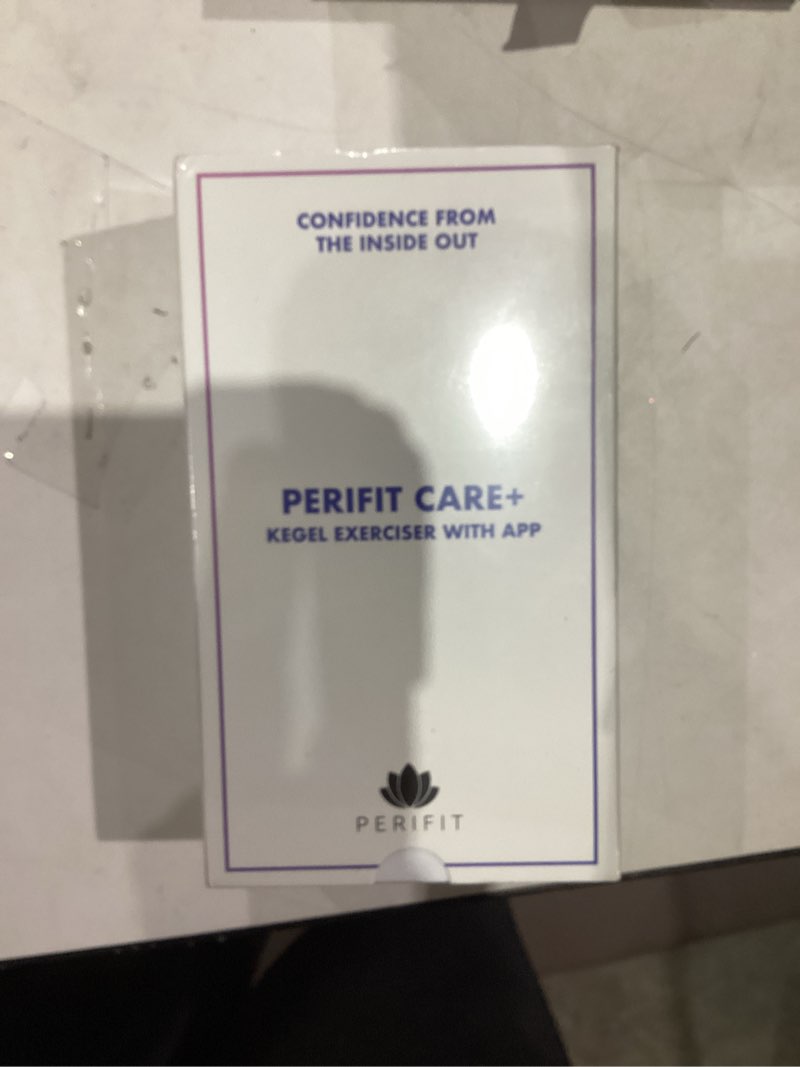 CONFIDENCE FROM
THE INSIDE OUT
PERIFIT CARE+
KEGEL EXERCISER WITH APP
PERIFIT